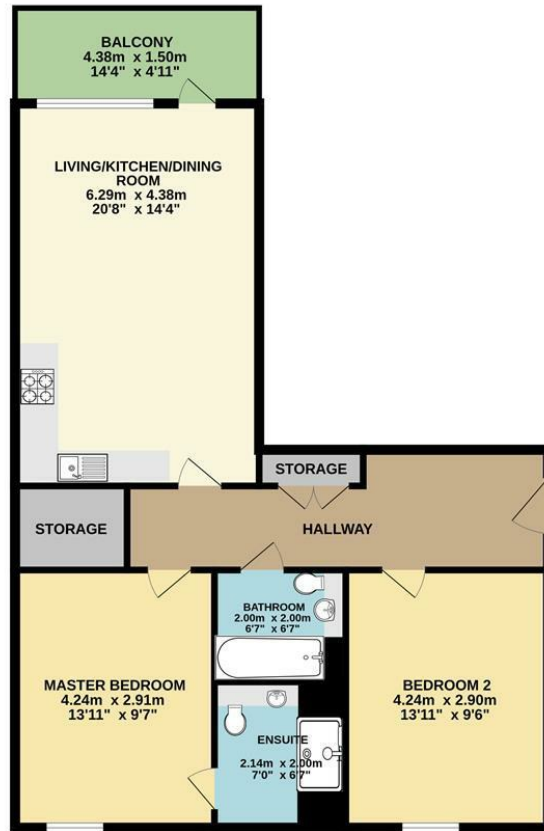 BALCONY
4.38m x 1.50m
14'4" x 4'11"
LIVING/KITCHEN/DINING
ROOM
6.29m x 4.38m
20'8" x 14'4"
STORAGE
STORAGE
HALLWAY
BATHROOM
2.00m x 2.00m
6'7" x 6'7"
MASTER BEDROOM
4.24m x 2.91m
13'11" x 9'7"
BEDROOM 2
4.24m x 2.90m
13'11" x 9'6"
ENSUITE
2.14m x 2.00m
7'0" x 6'7"